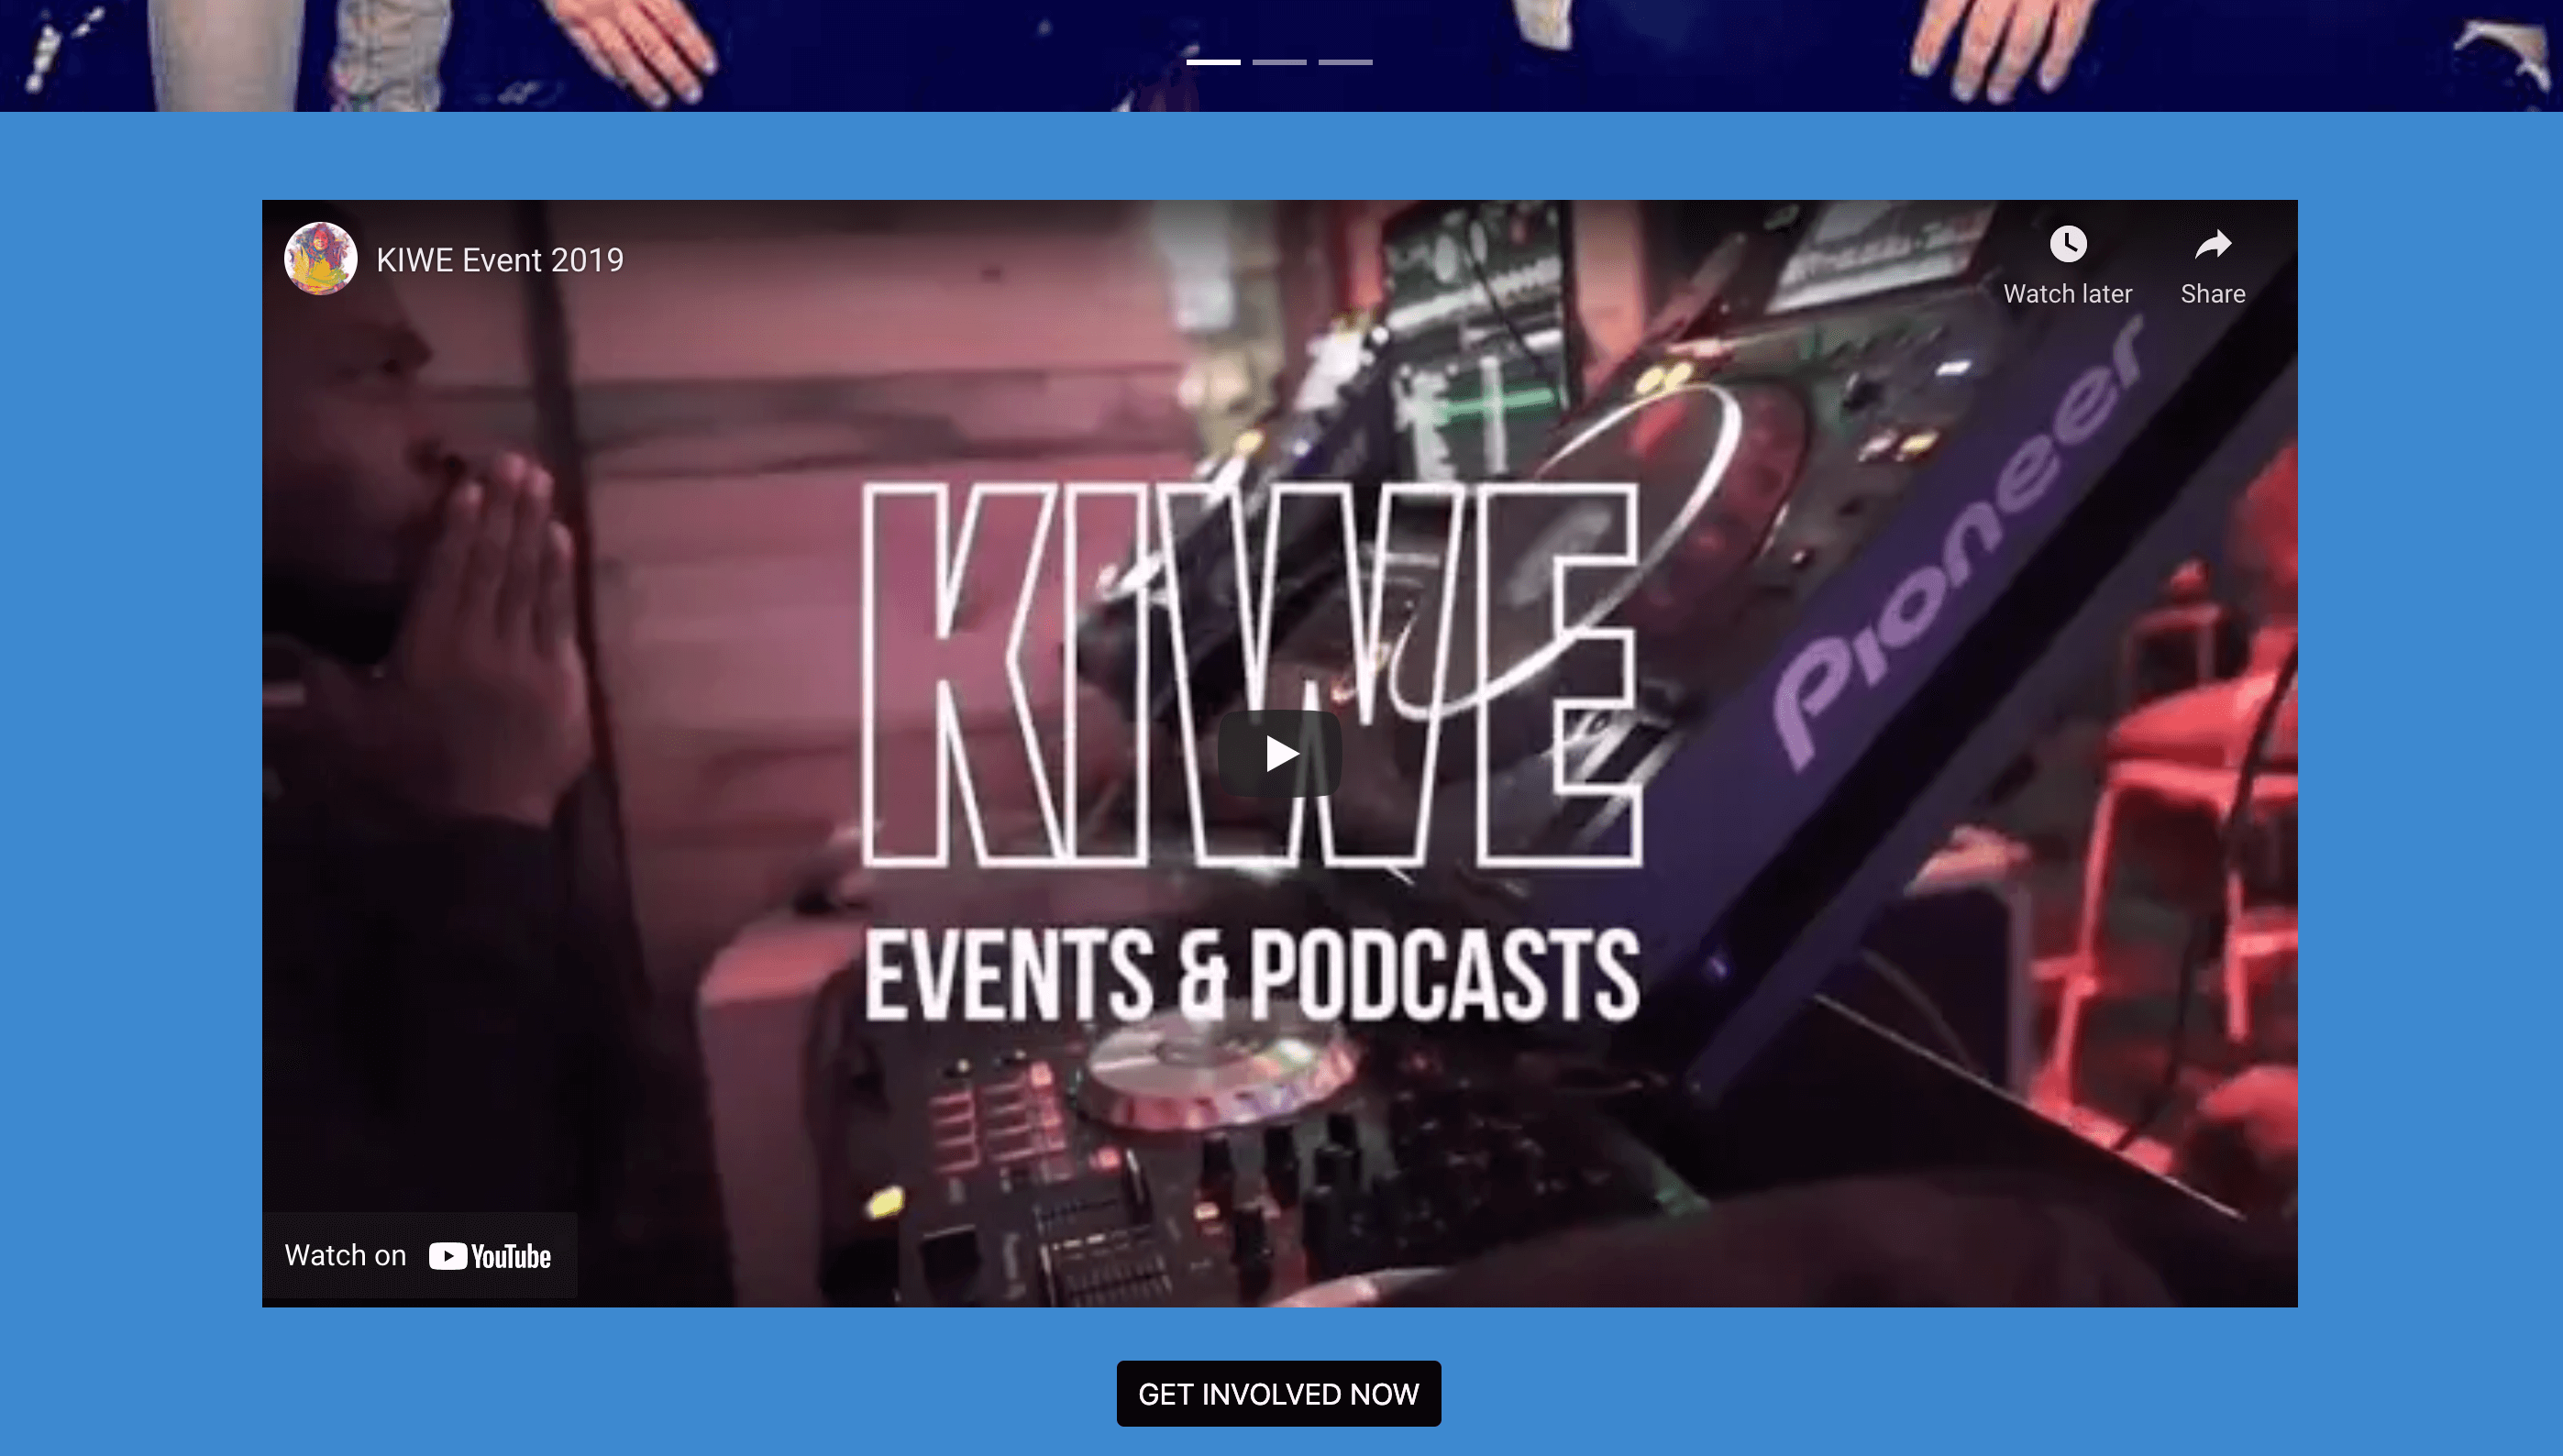 KIWE Event 2019
Watch later
Share
Pioneer
KIWE
EVENTS & PODCASTS
Watch on YouTube
GET INVOLVED NOW